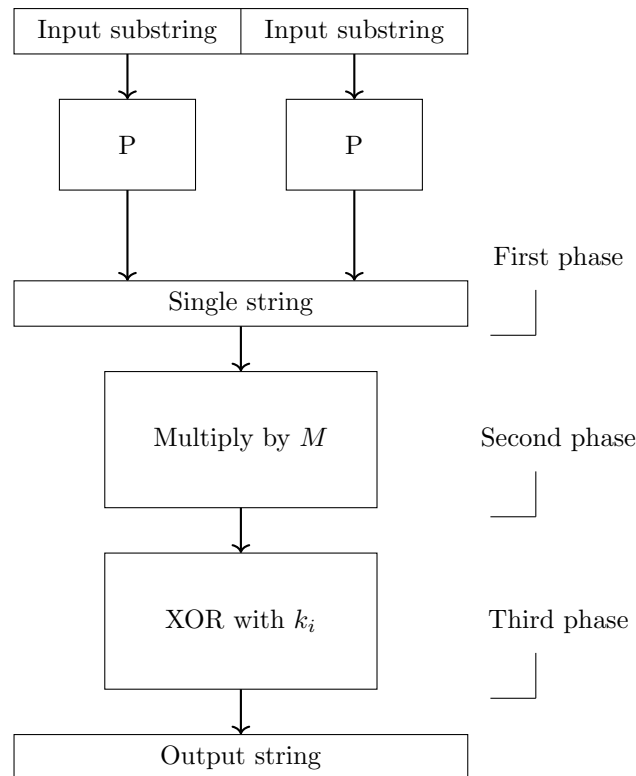 Input substring Input substring
P P
First phase
Single string
Multiply by M
Second phase
XOR with k_i
Third phase
Output string